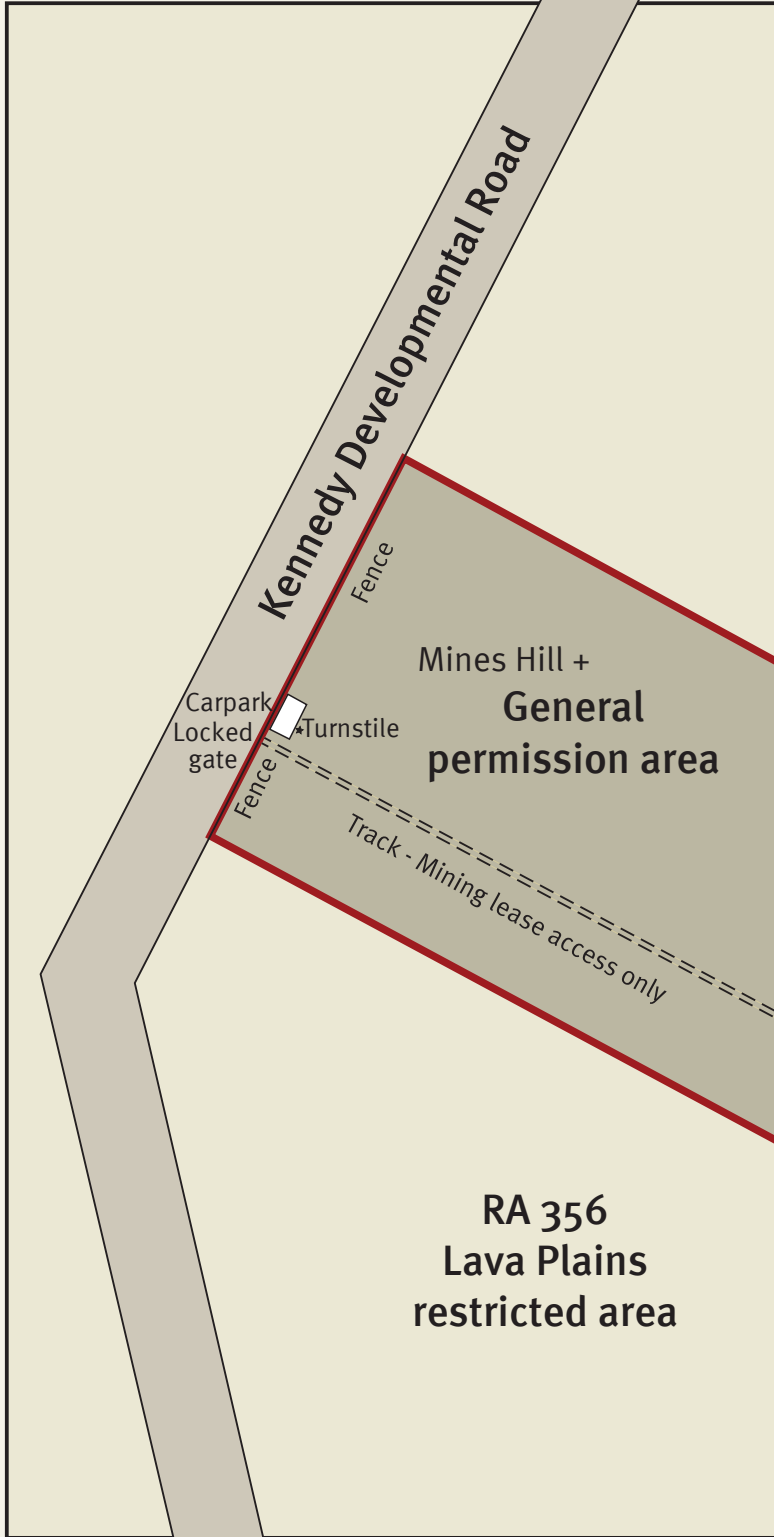 Kennedy Developmental Road
Fence
Mines Hill +
General
permission area
Carpark
Locked
gate
Turnstile
Fence
Track - Mining lease access only
RA 356
Lava Plains
restricted area